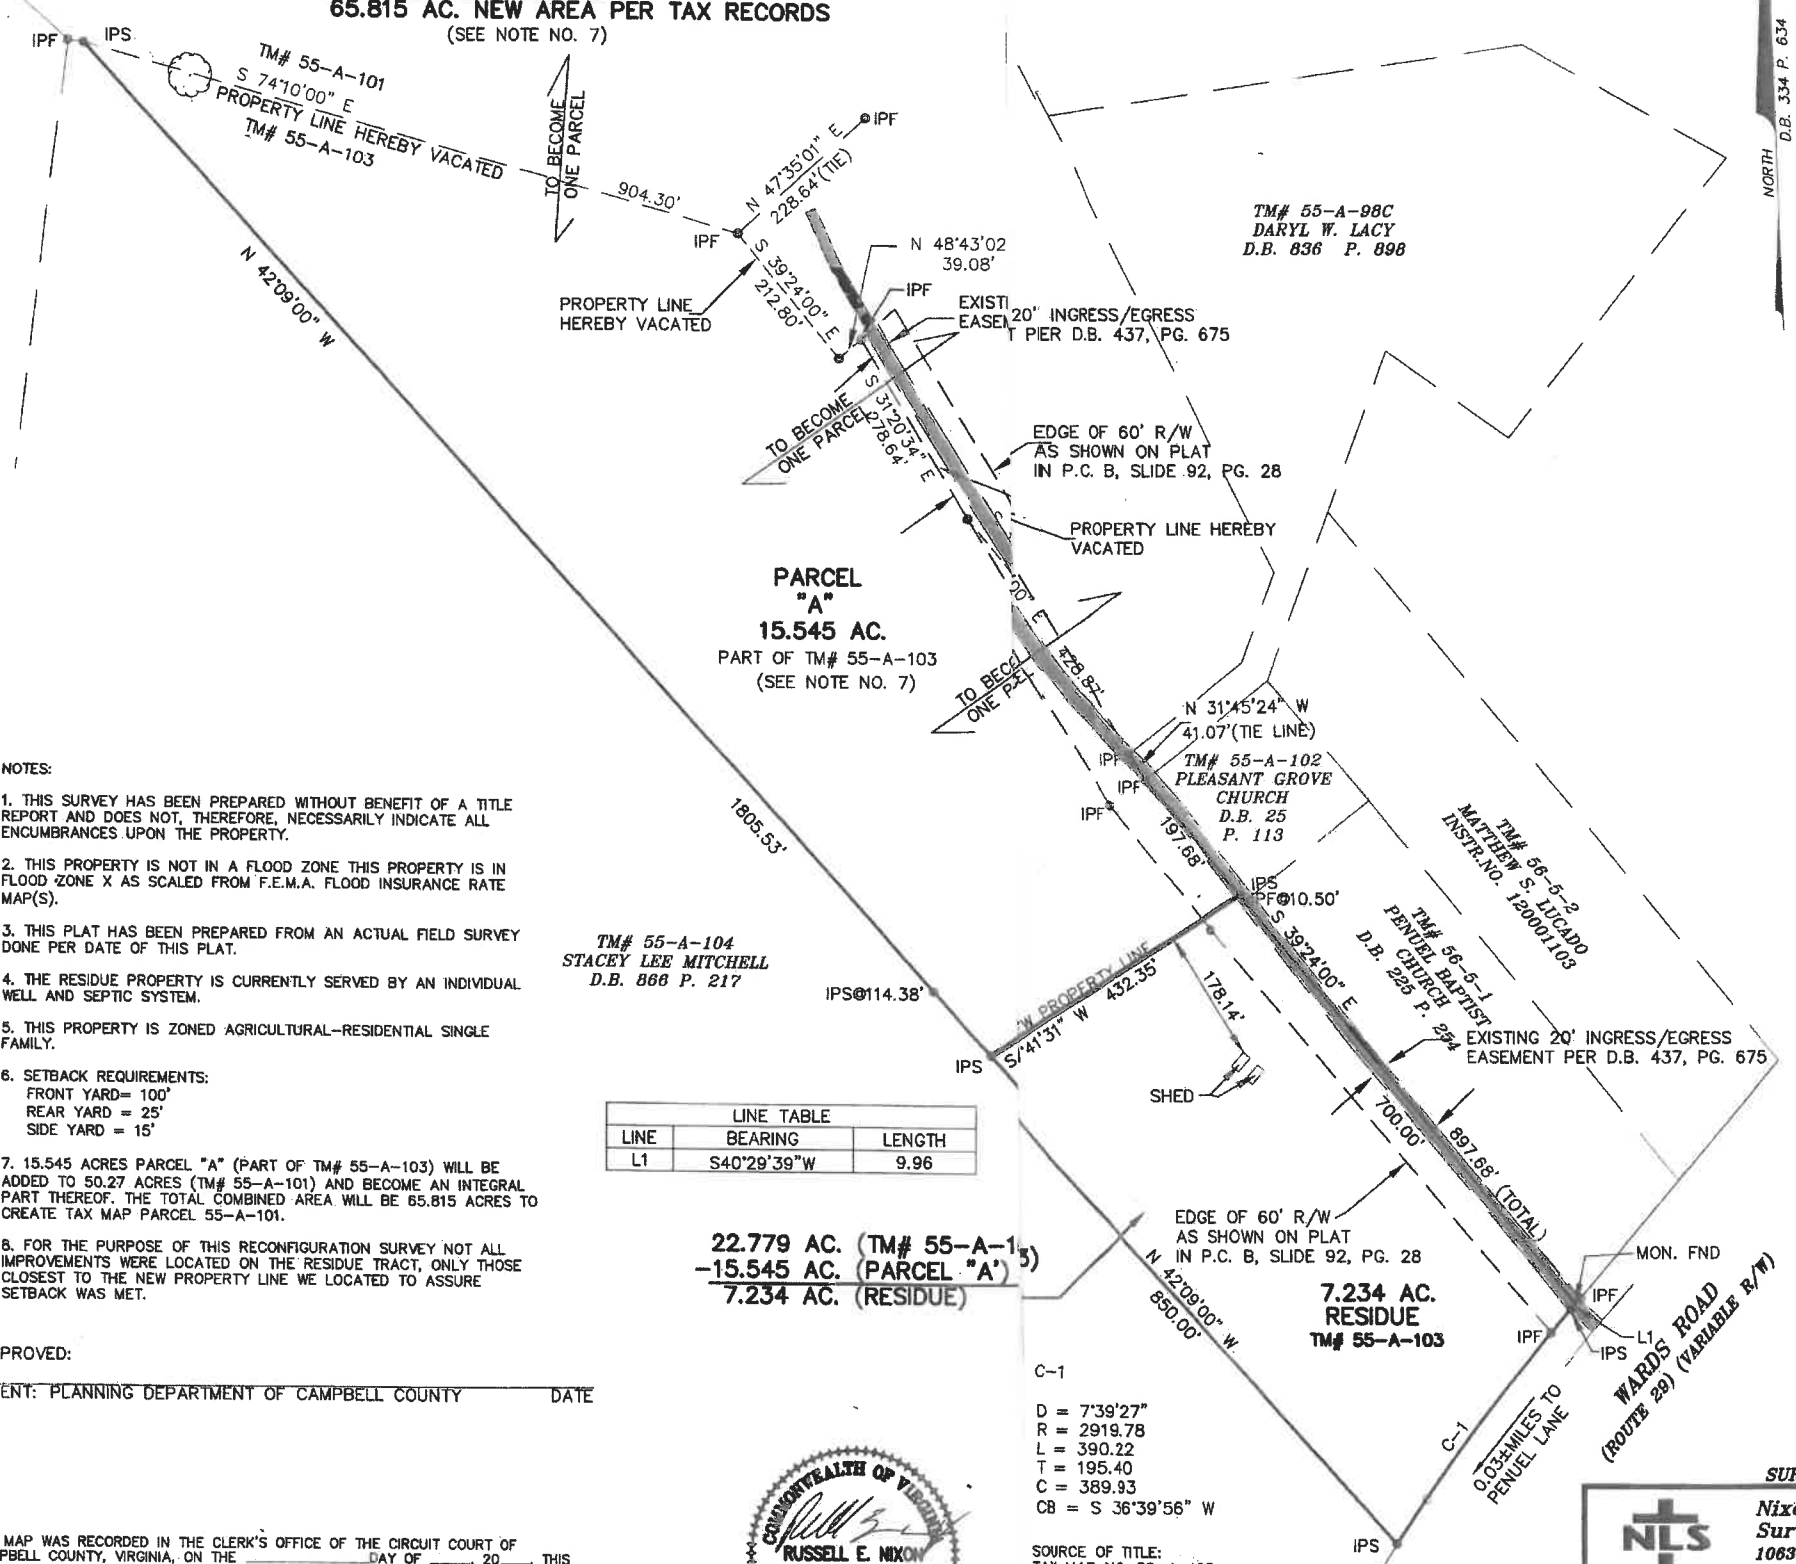 65.815 AC. NEW AREA PER TAX RECORDS
(SEE NOTE NO. 7)
IPF
IPS
TM# 55-A-101
S 74°10'00" E
PROPERTY LINE HEREBY VACATED
TM# 55-A-103
TO BECOME
ONE PARCEL
904.30'
N 47°35'01" E
228.64'(TIE)
IPF
IPF
N 42°09'00" W
1805.53'
S 39°24'00" E
212.80'
PROPERTY LINE
HEREBY VACATED
N 48°43'02
39.08'
IPF
EXISTI
20" INGRESS/EGRESS
EASEM
T PIER D.B. 437, PG. 675
NORTH
D.B. 334 P. 634
TM# 55-A-98C
DARYL W. LACY
D.B. 836 P. 898
TO BECOME
ONE PARCEL
S 31°20'34" E
278.64'
EDGE OF 60' R/W
AS SHOWN ON PLAT
IN P.C. B, SLIDE 92, PG. 28
PROPERTY LINE HEREBY
VACATED
PARCEL
"A"
15.545 AC.
PART OF TM# 55-A-103
(SEE NOTE NO. 7)
S
00" E
428.87'
TO BECO
ONE P
EL
N 31°45'24" W
41.07'(TIE LINE)
IPF
IPF
IPF
TM# 55-A-102
PLEASANT GROVE
CHURCH
D.B. 25
P. 113
197.68'
IPS
IPF@10.50'
TM# 56-5-2
MATTHEW S. LUCADO
INSTR.NO. 120001103
TM# 56-5-1
PENUEL BAPTIST
CHURCH
D.B. 225 P. 254
S 39°24'00" E
NOTES:
1. THIS SURVEY HAS BEEN PREPARED WITHOUT BENEFIT OF A TITLE
REPORT AND DOES NOT, THEREFORE, NECESSARILY INDICATE ALL
ENCUMBRANCES UPON THE PROPERTY.
2. THIS PROPERTY IS NOT IN A FLOOD ZONE THIS PROPERTY IS IN
FLOOD ZONE X AS SCALED FROM F.E.M.A. FLOOD INSURANCE RATE
MAP(S).
3. THIS PLAT HAS BEEN PREPARED FROM AN ACTUAL FIELD SURVEY
DONE PER DATE OF THIS PLAT.
4. THE RESIDUE PROPERTY IS CURRENTLY SERVED BY AN INDIVIDUAL
WELL AND SEPTIC SYSTEM.
5. THIS PROPERTY IS ZONED AGRICULTURAL-RESIDENTIAL SINGLE
FAMILY.
6. SETBACK REQUIREMENTS:
FRONT YARD= 100'
REAR YARD = 25'
SIDE YARD = 15'
7. 15.545 ACRES PARCEL "A" (PART OF TM# 55-A-103) WILL BE
ADDED TO 50.27 ACRES (TM# 55-A-101) AND BECOME AN INTEGRAL
PART THEREOF. THE TOTAL COMBINED AREA WILL BE 65.815 ACRES TO
CREATE TAX MAP PARCEL 55-A-101.
8. FOR THE PURPOSE OF THIS RECONFIGURATION SURVEY NOT ALL
IMPROVEMENTS WERE LOCATED ON THE RESIDUE TRACT, ONLY THOSE
CLOSEST TO THE NEW PROPERTY LINE WE LOCATED TO ASSURE
SETBACK WAS MET.
PROVED:
ENT: PLANNING DEPARTMENT OF CAMPBELL COUNTY DATE
MAP WAS RECORDED IN THE CLERK'S OFFICE OF THE CIRCUIT COURT OF
PBELL COUNTY, VIRGINIA, ON THE DAY OF 20 THIS
TM# 55-A-104
STACEY LEE MITCHELL
D.B. 866 P. 217
IPS@114.38'
IPS
W PROPERTY LINE
S/°41'31" W 432.35'
178.14'
SHED
EXISTING 20' INGRESS/EGRESS
EASEMENT PER D.B. 437, PG. 675
700.00'
897.68' (TOTAL)
LINE TABLE
LINE BEARING LENGTH
L1 S40°29'39"W 9.96
22.779 AC. (TM# 55-A-1
3)
-15.545 AC. (PARCEL "A")
7.234 AC. (RESIDUE)
EDGE OF 60' R/W
AS SHOWN ON PLAT
IN P.C. B, SLIDE 92, PG. 28
N 42°09'00" W
850.00'
7.234 AC.
RESIDUE
TM# 55-A-103
MON. FND
IPF
L1
IPS
IPF
WARDS ROAD
(ROUTE 29) (VARIABLE R/W)
0.03±MILES TO
PENUEL LANE
C-1
IPS
C-1
D = 7°39'27"
R = 2919.78
L = 390.22
T = 195.40
C = 389.93
CB = S 36°39'56" W
SOURCE OF TITLE:
COMMONWEALTH OF VIRGINIA
RUSSELL E. NIXON
SUR
NLS
Nixo
Sur
1063